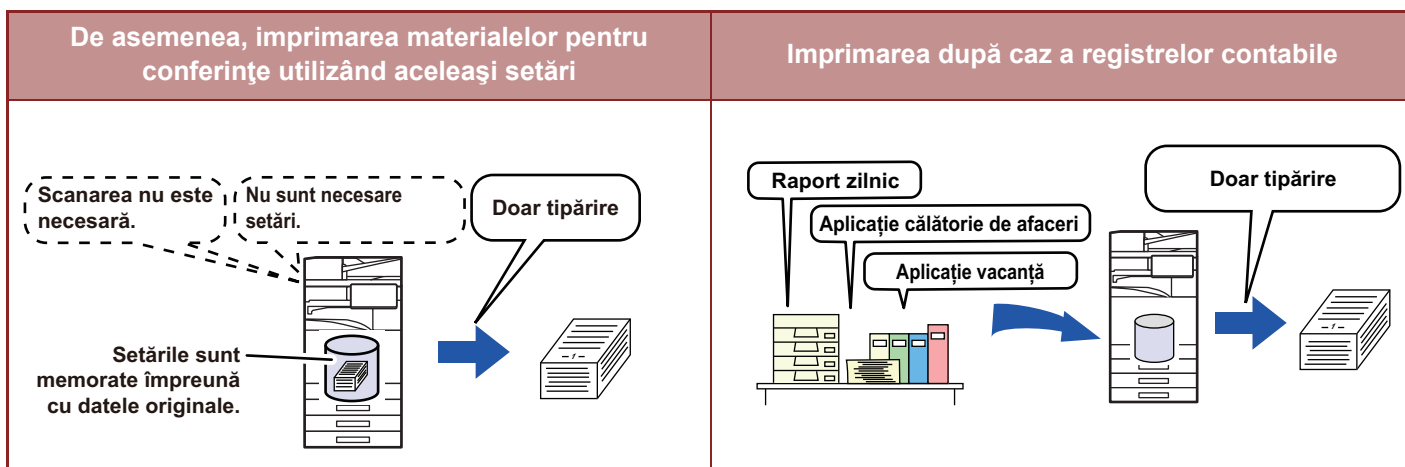 De asemenea, imprimarea materialelor pentru
conferinţe utilizând aceleaşi setări
Scanarea nu este
necesară.
Nu sunt necesare
setări.
Doar tipărire
Setările sunt
memorate împreună
cu datele originale.
-1-
Imprimarea după caz a registrelor contabile
Raport zilnic
Aplicație călătorie de afaceri
Aplicație vacanță
Doar tipărire
-1-